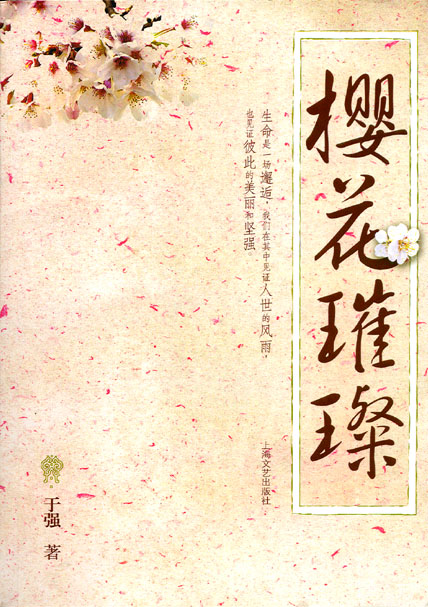 樱花璀璨
生命是一场邂逅，我们在其中见证人世的风雨，
也见证彼此的美丽和坚强。
上海文艺出版社
于强 著